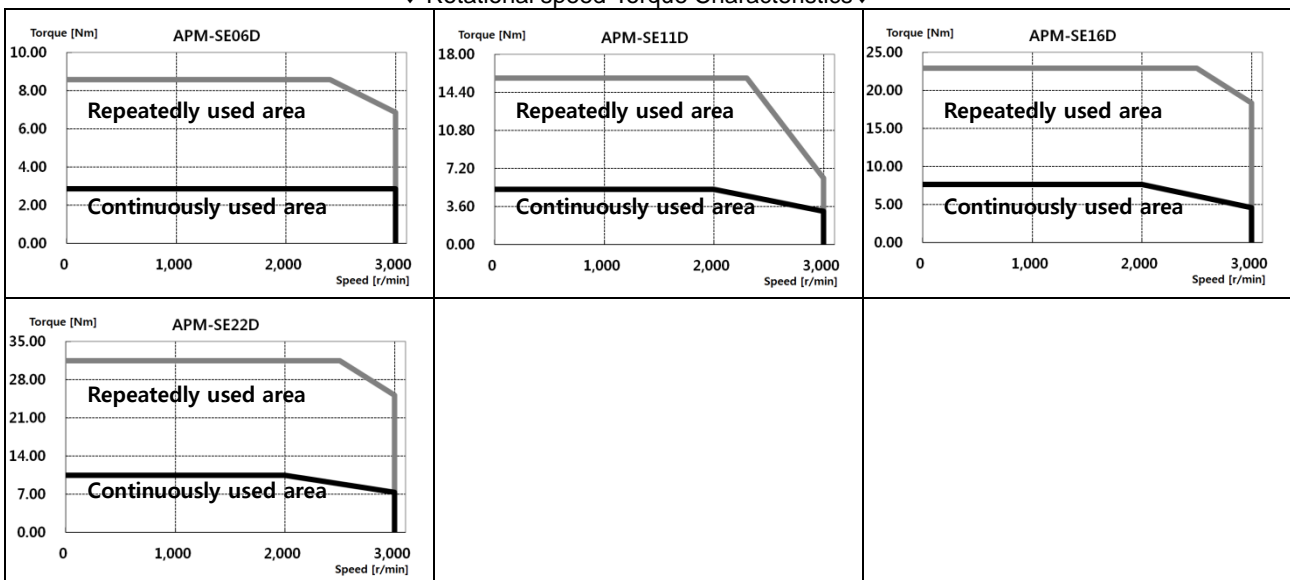 Rotational speed-Torque Characteristics
Torque [Nm] APM-SE06D
10.00
8.00
Repeatedly used area
6.00
4.00
2.00
Continuously used area
0.00
0 1,000 2,000 3,000
Speed [r/min]
Torque [Nm] APM-SE11D
18.00
14.40
Repeatedly used area
10.80
7.20
3.60
Continuously used area
0.00
0 1,000 2,000 3,000
Speed [r/min]
Torque [Nm] APM-SE16D
25.00
20.00
Repeatedly used area
15.00
10.00
5.00
Continuously used area
0.00
0 1,000 2,000 3,000
Speed [r/min]
Torque [Nm] APM-SE22D
35.00
28.00
Repeatedly used area
21.00
14.00
7.00
Continuously used area
0.00
0 1,000 2,000 3,000
Speed [r/min]